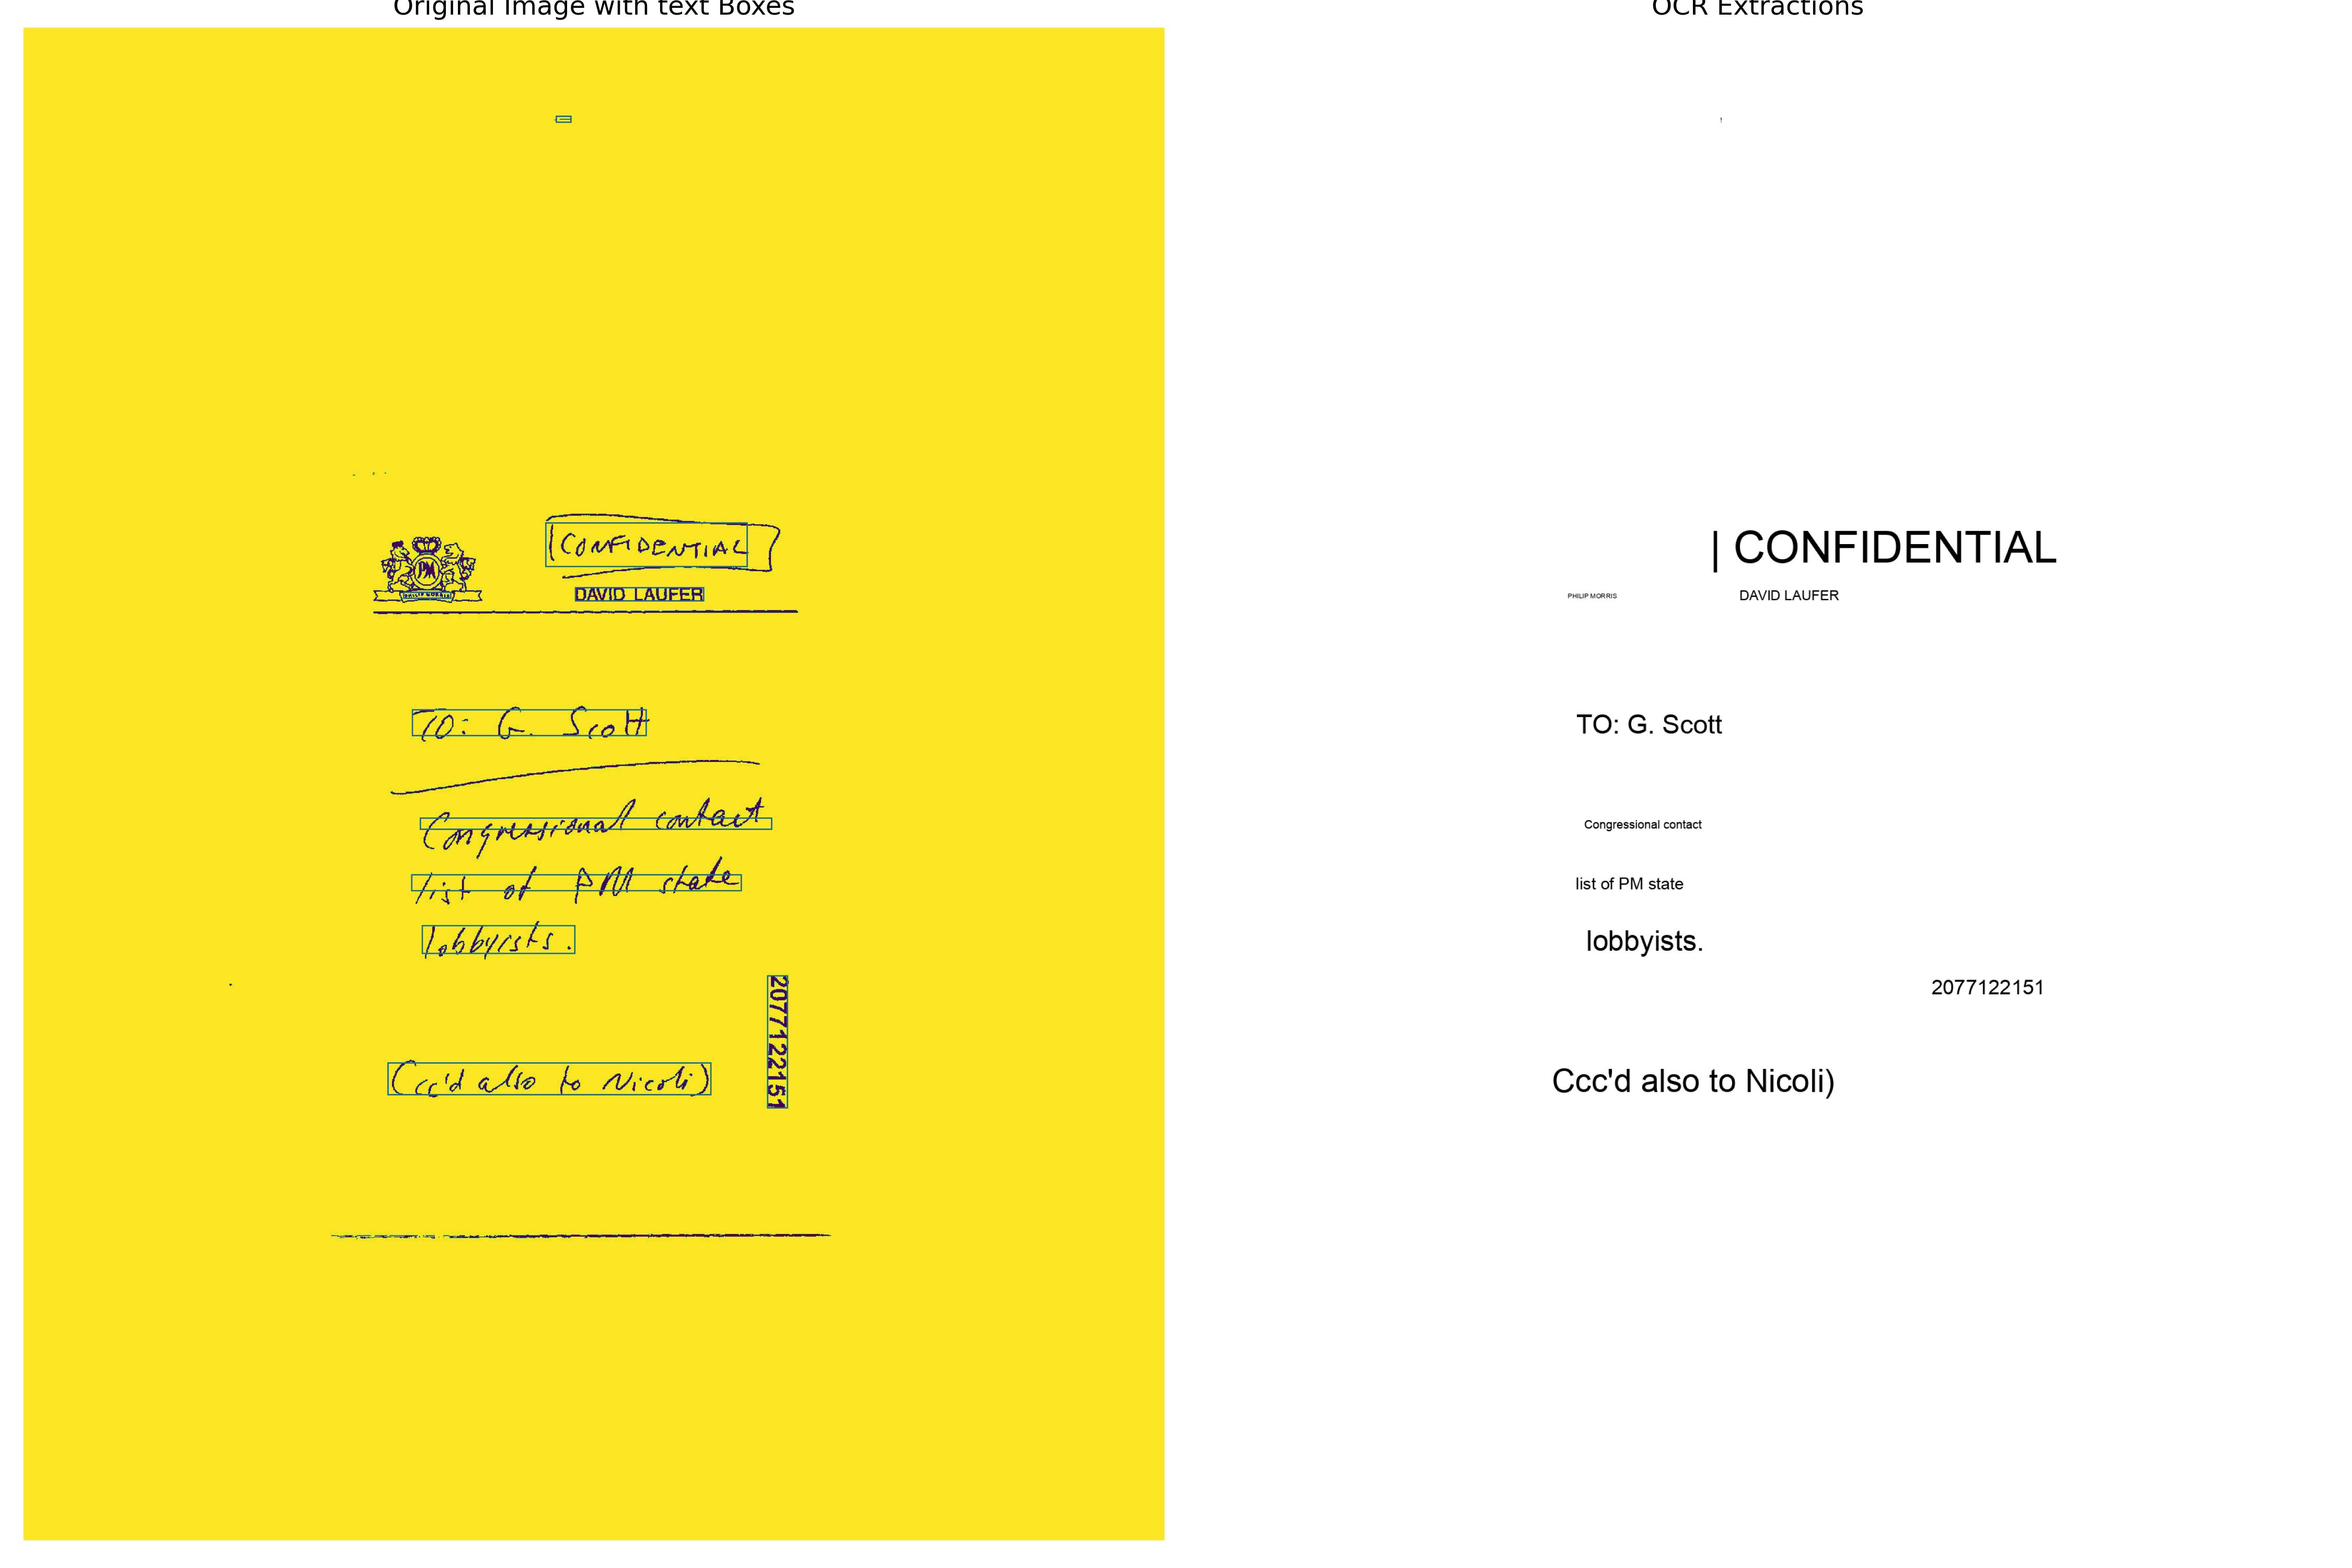 Original Image with text Boxes
CONFIDENTIAL
PM
PHILIP MORRIS
DAVID LAUFER
TO: G. Scott
Congressional contact
list of PM state
lobbyists.
2077122151
(cc'd also to Nicoli)
OCR Extractions
| CONFIDENTIAL
PHILIP MORRIS DAVID LAUFER
TO: G. Scott
Congressional contact
list of PM state
lobbyists.
2077122151
Ccc'd also to Nicoli)